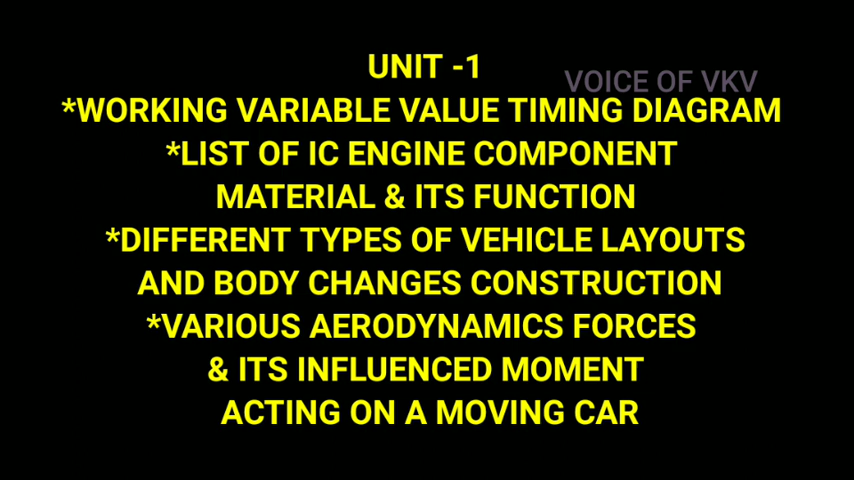 UNIT -1
VOICE OF VKV
*WORKING VARIABLE VALUE TIMING DIAGRAM
*LIST OF IC ENGINE COMPONENT
MATERIAL & ITS FUNCTION
*DIFFERENT TYPES OF VEHICLE LAYOUTS
AND BODY CHANGES CONSTRUCTION
*VARIOUS AERODYNAMICS FORCES
& ITS INFLUENCED MOMENT
ACTING ON A MOVING CAR